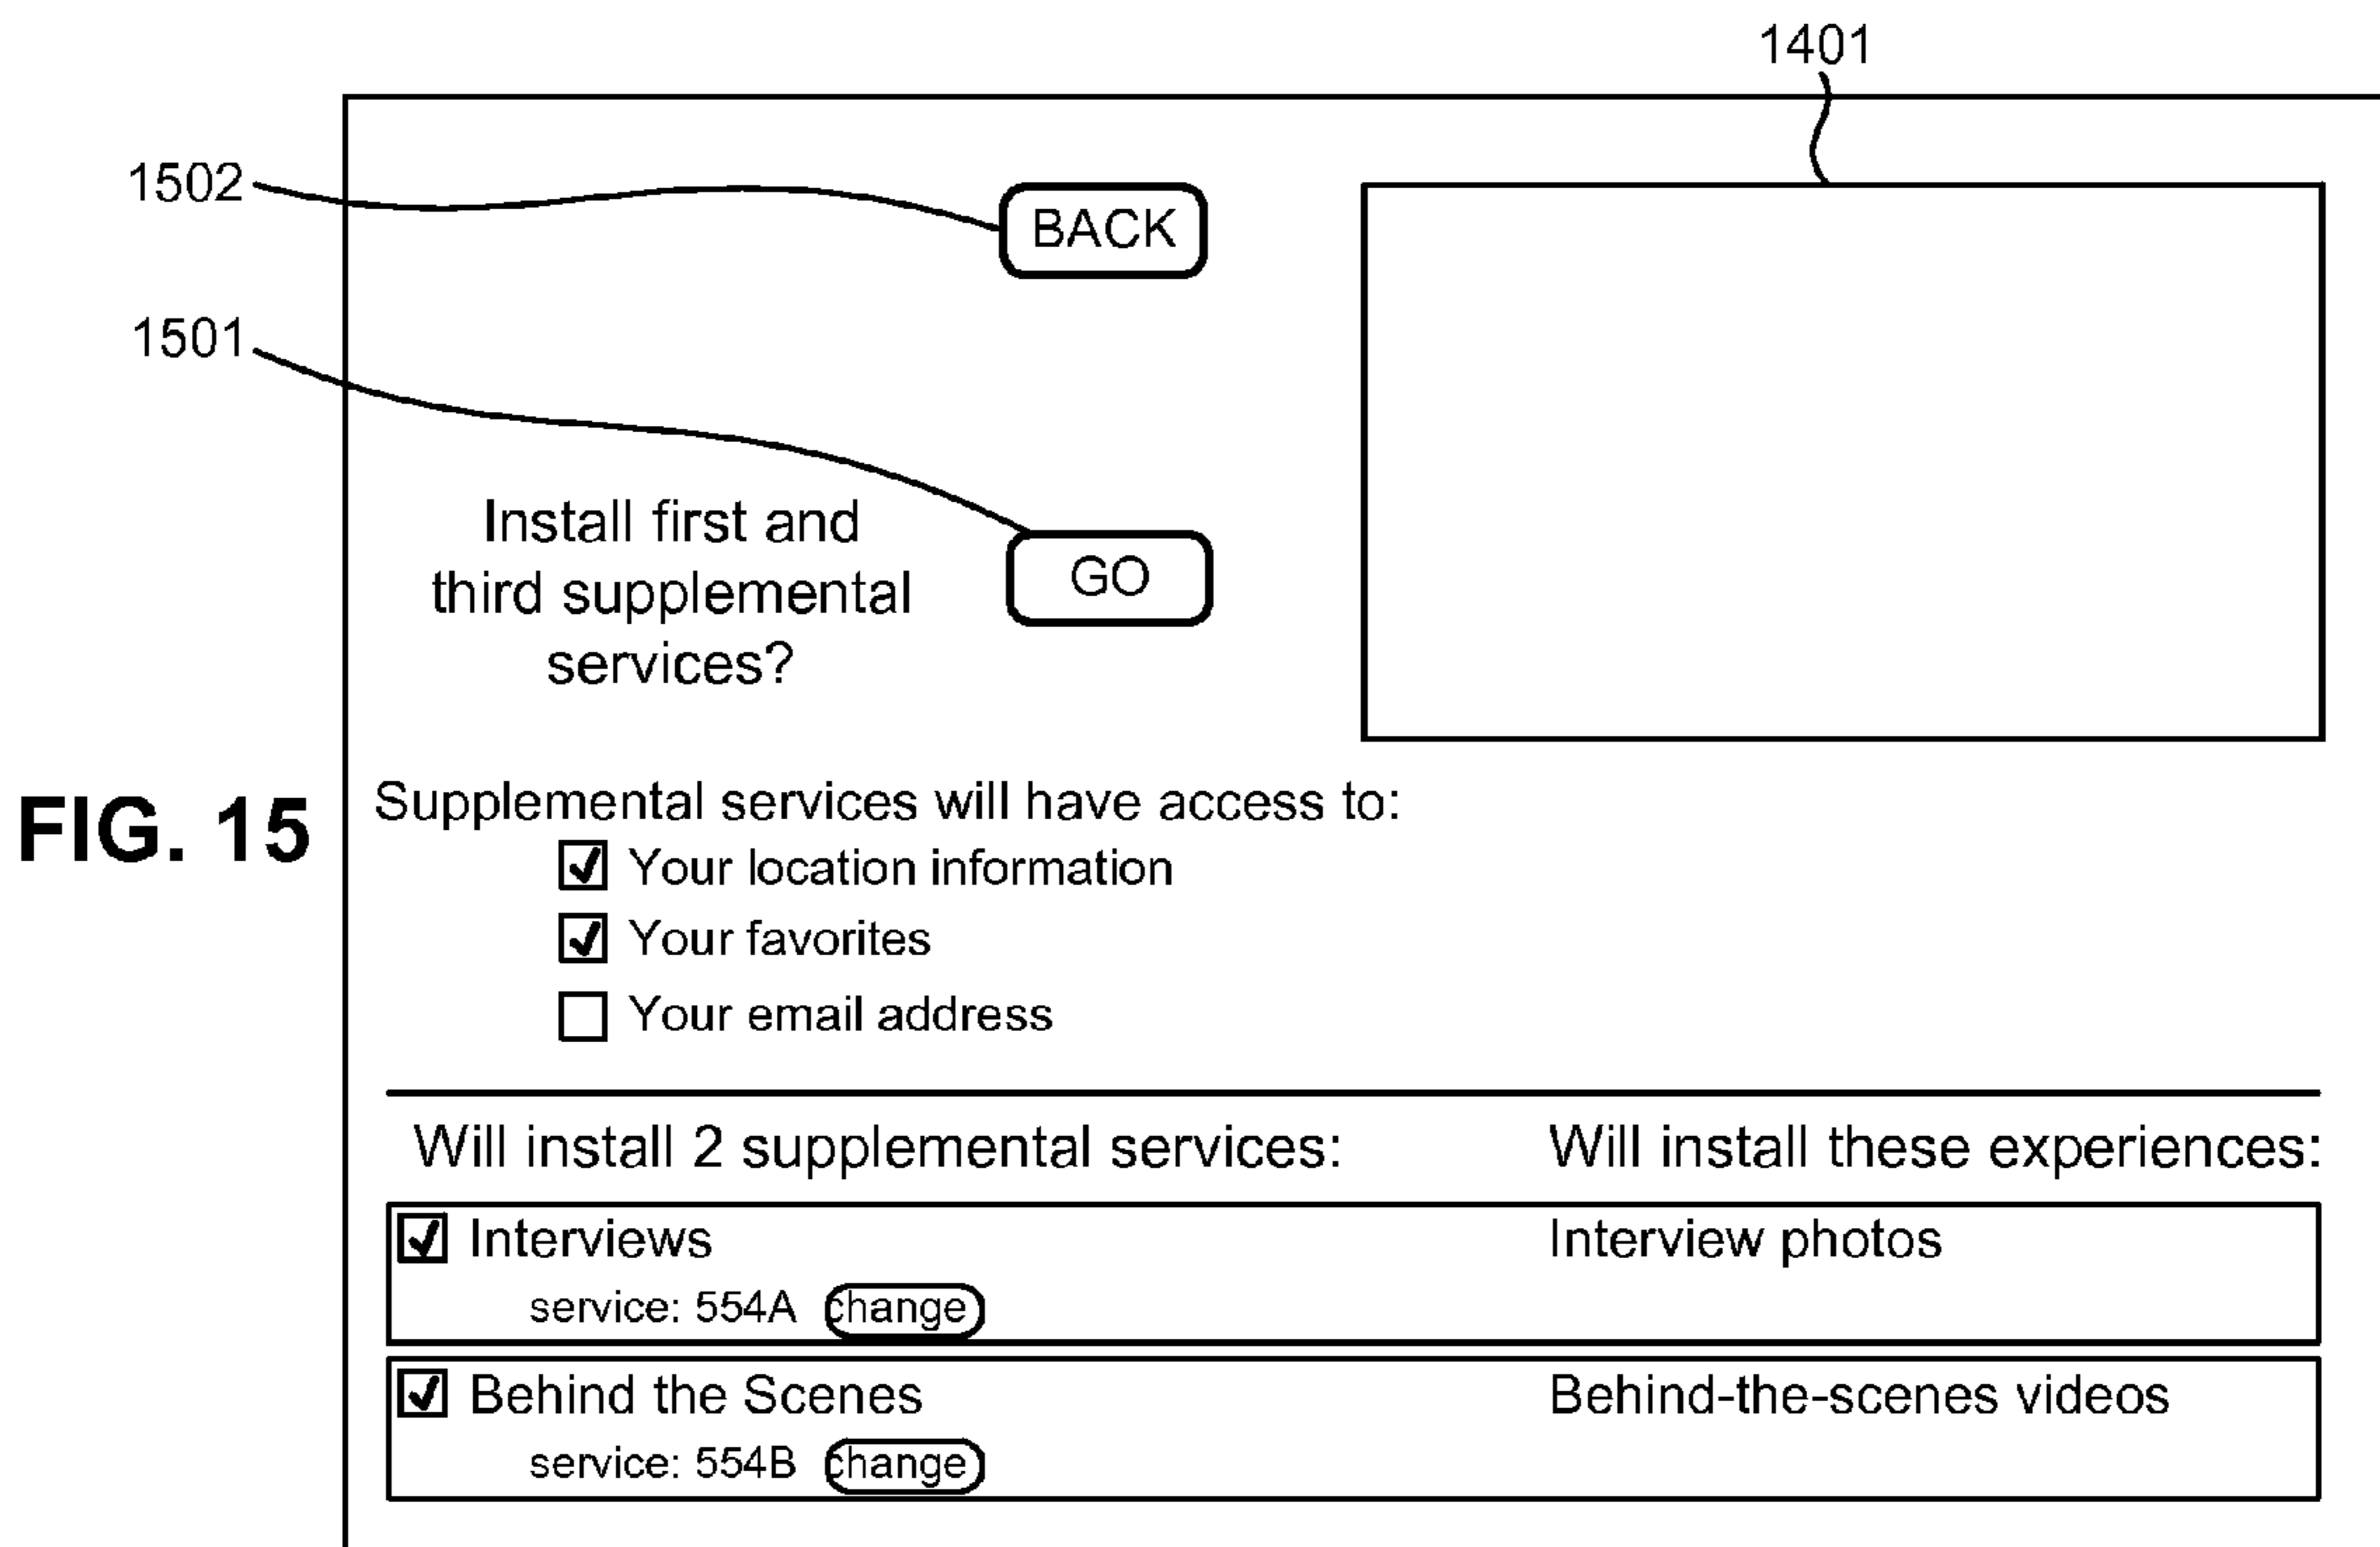 1401
1502
BACK
1501
Install first and
third supplemental
services?
GO
FIG. 15
Supplemental services will have access to:
Your location information
Your favorites
Your email address
Will install 2 supplemental services:
Will install these experiences:
Interviews
Interview photos
service: 554A change
Behind the Scenes
Behind-the-scenes videos
service: 554B change